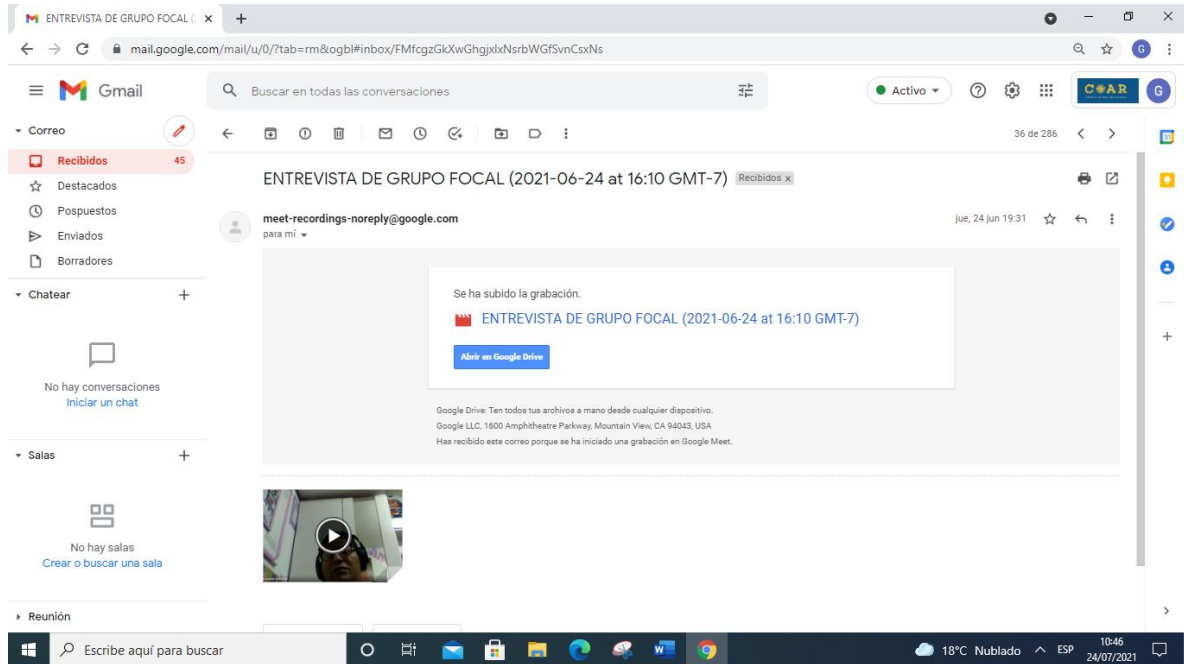 ENTREVISTA DE GRUPO FOCAL (
mail.google.com/mail/u/0/?tab=rm&ogbl#inbox/FMfcgzGkXwGhgjxlxNsrbWGfSvnCsxNs
G
Gmail
Buscar en todas las conversaciones
Activo
COAR
G
Correo
36 de 286
Recibidos 45
Destacados
Pospuestos
Enviados
Borradores
Chatear
No hay conversaciones
Iniciar un chat
Salas
No hay salas
Crear o buscar una sala
Reunión
ENTREVISTA DE GRUPO FOCAL (2021-06-24 at 16:10 GMT-7) Recibidos x
meet-recordings-noreply@google.com jue, 24 jun 19:31
para mí
Se ha subido la grabación.
ENTREVISTA DE GRUPO FOCAL (2021-06-24 at 16:10 GMT-7)
Abrir en Google Drive
Google Drive: Ten todos tus archivos a mano desde cualquier dispositivo.
Google LLC, 1600 Amphitheatre Parkway, Mountain View, CA 94043, USA
Has recibido este correo porque se ha iniciado una grabación en Google Meet.
31
Escribe aquí para buscar
W
18°C Nublado
ESP
10:46
24/07/2021